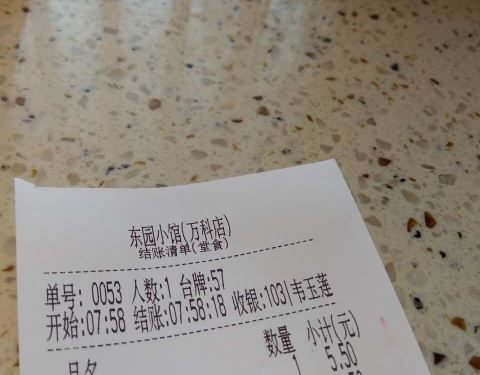 东园小馆(万科店)
结账清单(堂食)
单号: 0053 人数:1 台牌:57
开始:07:58 结账:07:58:18 收银:103|韦玉莲
品名 数量 小计(元)
1 5.50